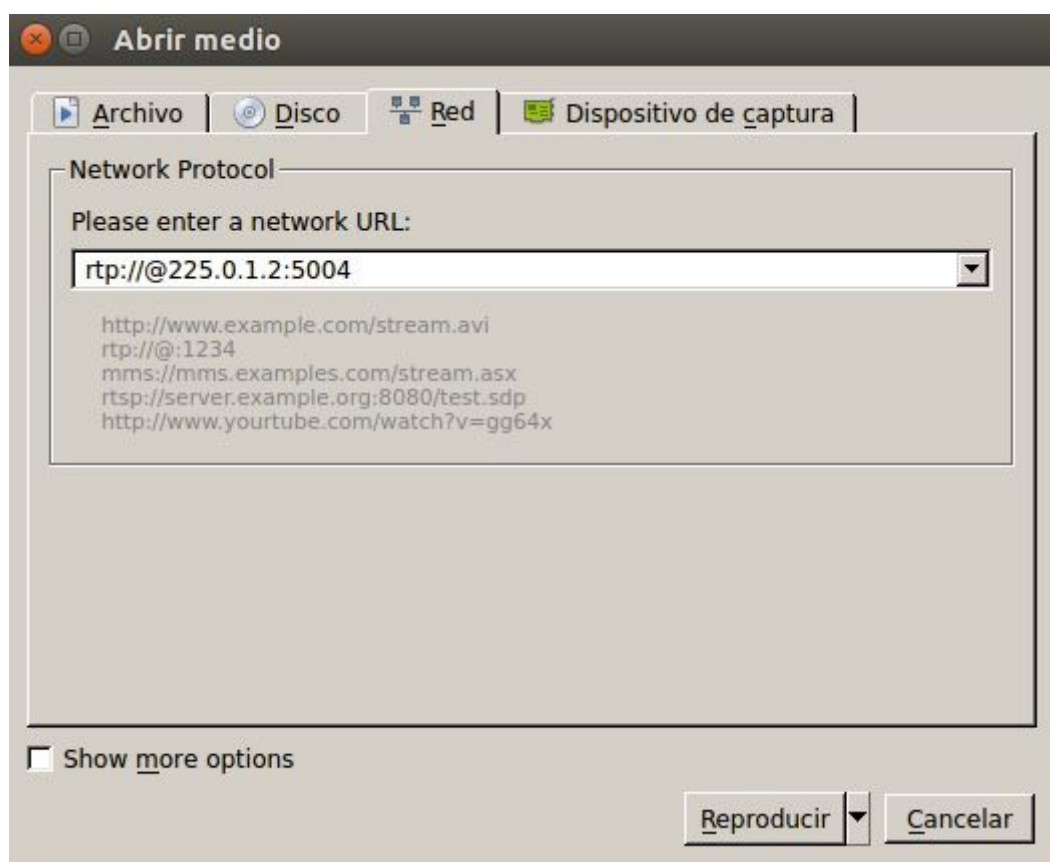 Abrir medio
Archivo Disco Red Dispositivo de captura
Network Protocol
Please enter a network URL:
rtp://@225.0.1.2:5004
http://www.example.com/stream.avi
rtp://@:1234
mms://mms.examples.com/stream.asx
rtsp://server.example.org:8080/test.sdp
http://www.yourtube.com/watch?v=gg64x
Show more options
Reproducir Cancelar